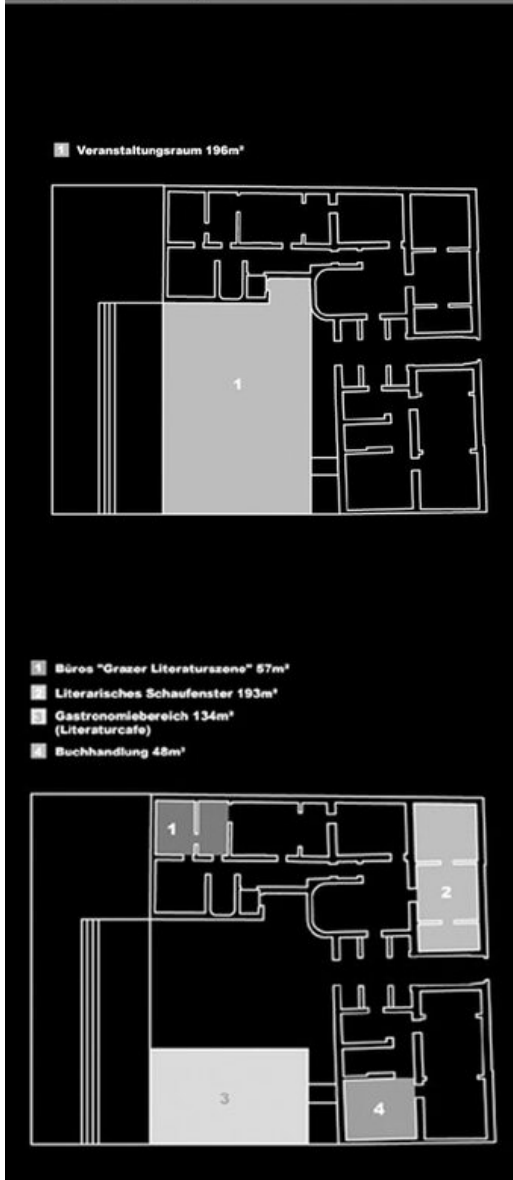 1 Veranstaltungsraum 196m²
1
1 Büros "Grazer Literaturszene" 57m²
2 Literarisches Schaufenster 193m²
3 Gastronomiebereich 134m²
(Literaturcafe)
4 Buchhandlung 48m²
1
2
3
4